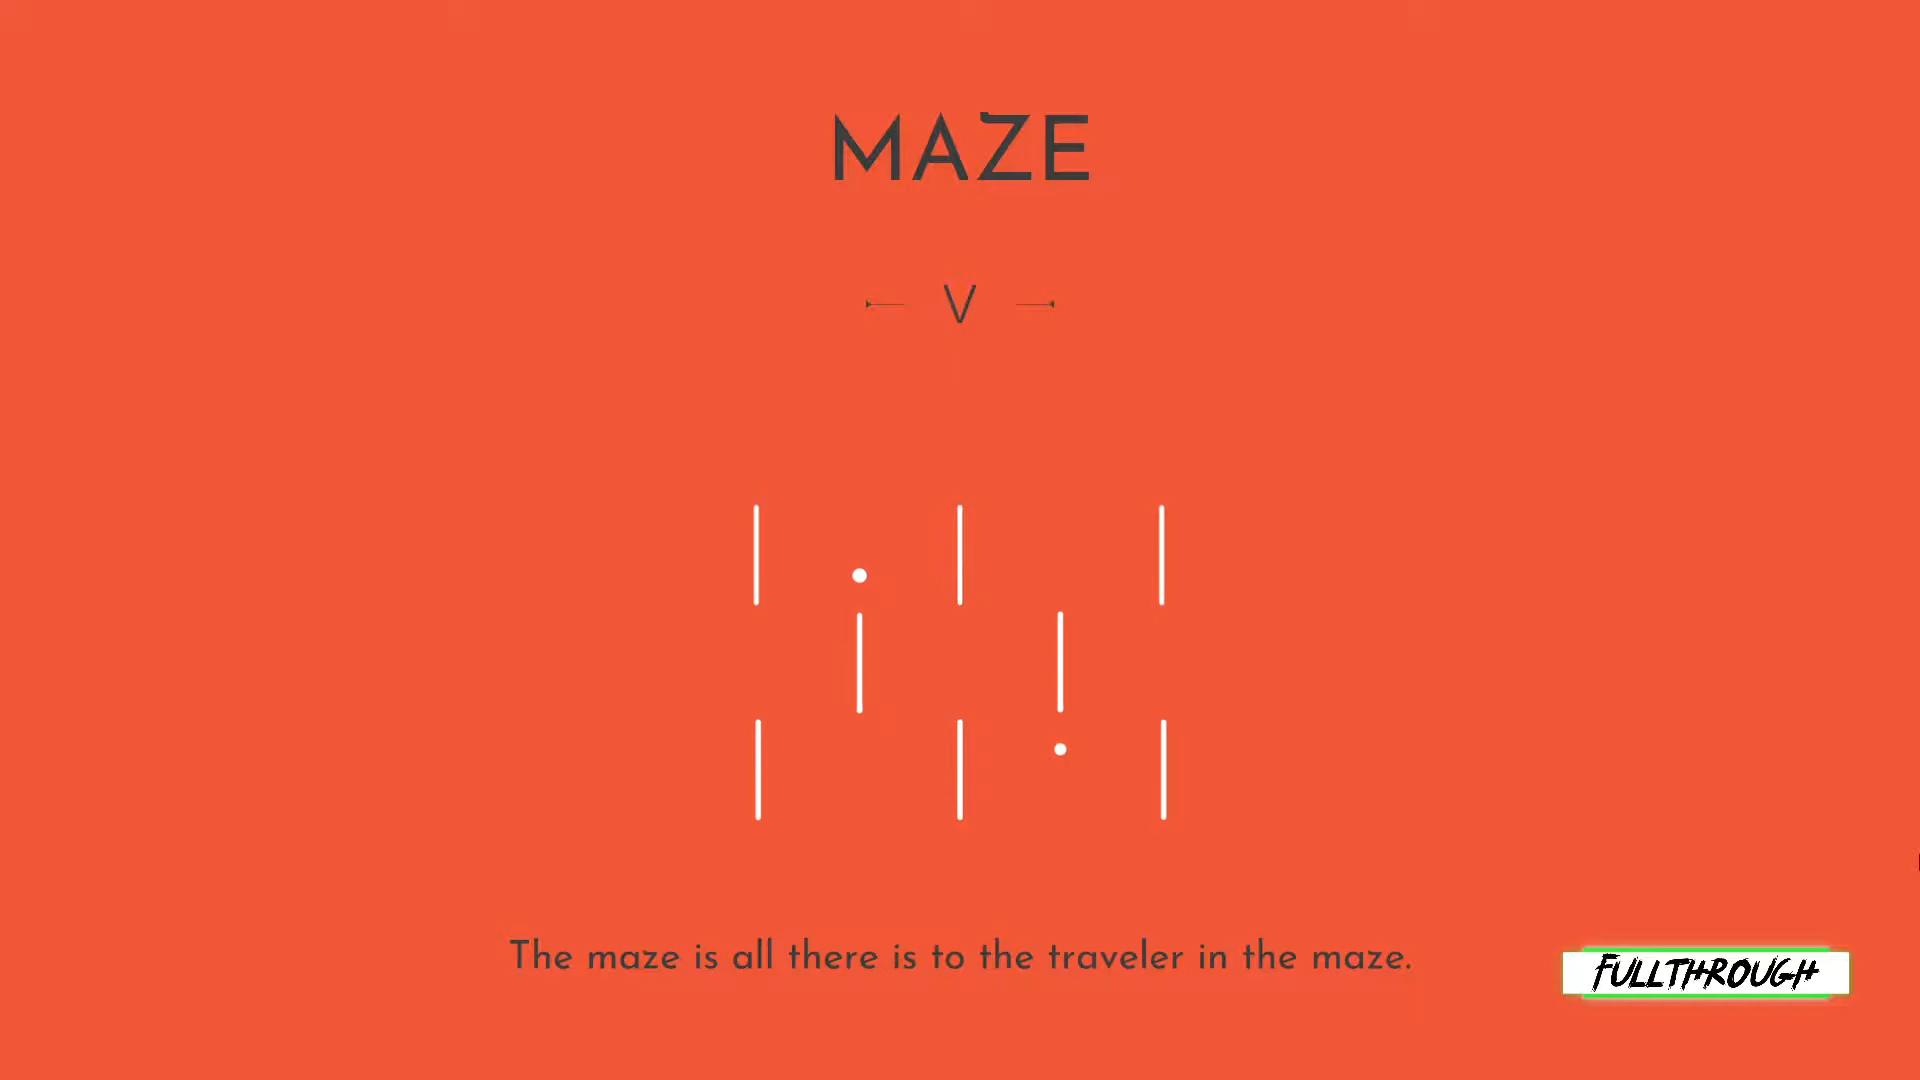 MAZE
V
The maze is all there is to the traveler in the maze.
FULLTHROUGH